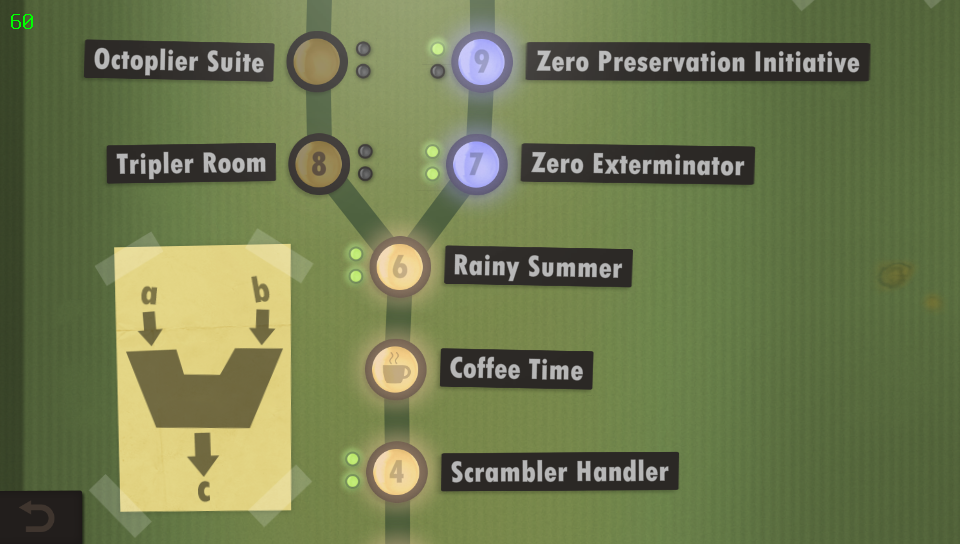 60
Octoplier Suite
9
Zero Preservation Initiative
Tripler Room
8
7
Zero Exterminator
6
Rainy Summer
a
b
Coffee Time
c
4
Scrambler Handler